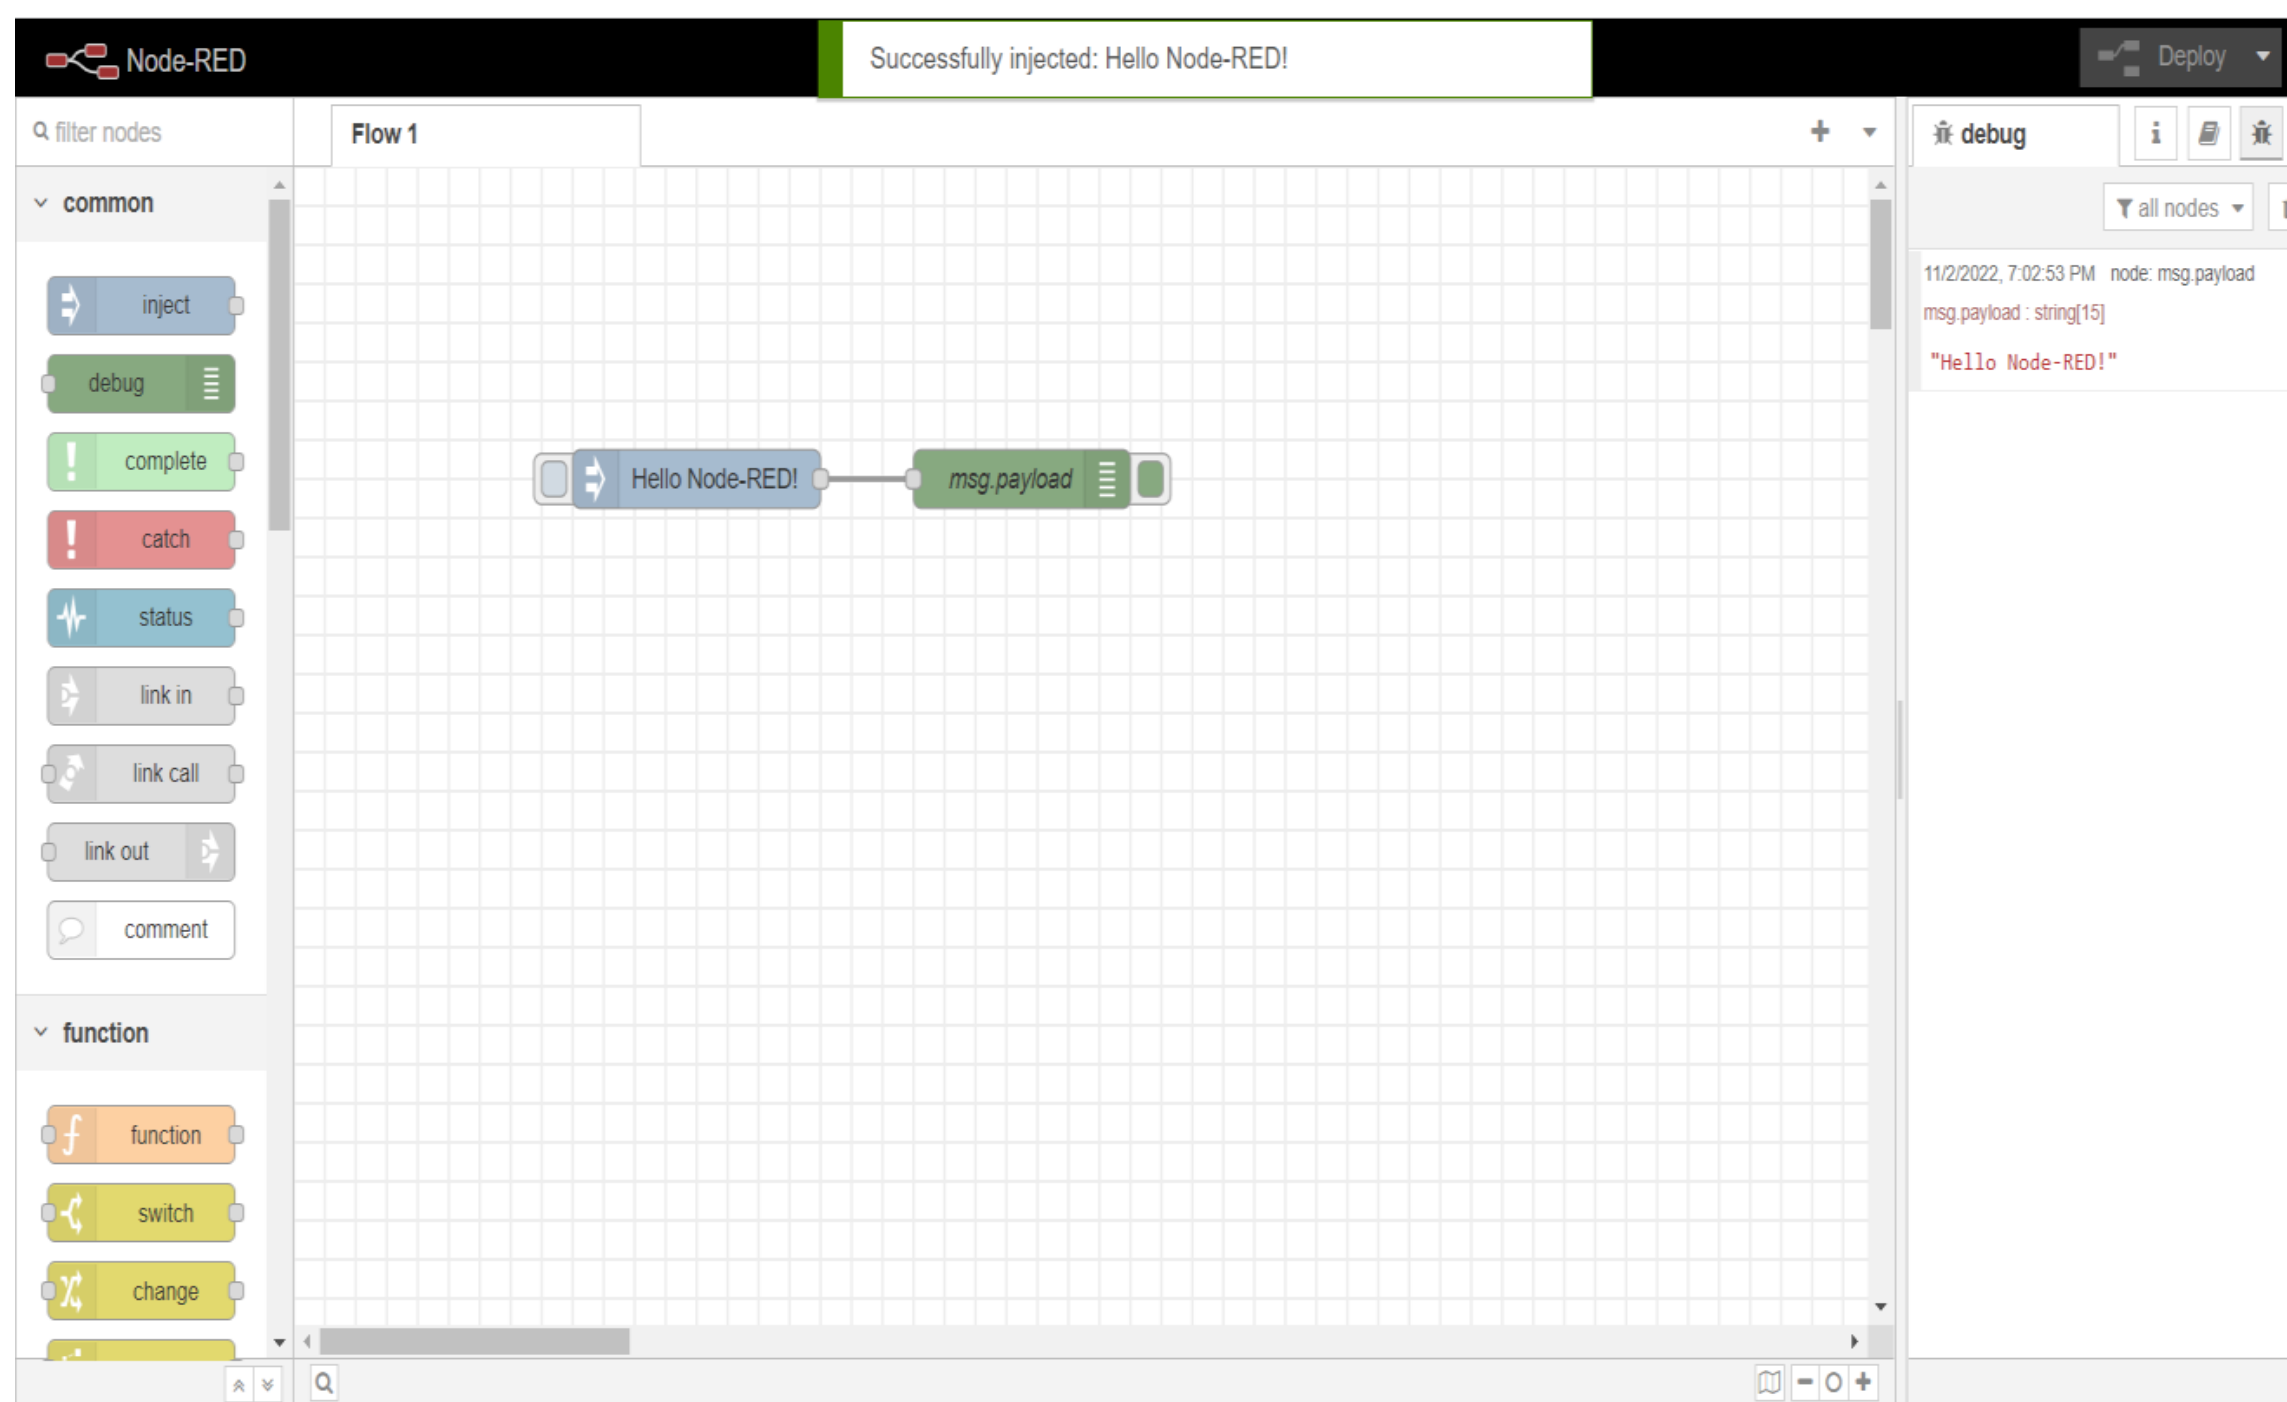 Node-RED
Successfully injected: Hello Node-RED!
Deploy
filter nodes
Flow 1
debug
common
all nodes
inject
debug
complete
catch
status
link in
link call
link out
comment
function
function
switch
change
Hello Node-RED!
msg.payload
11/2/2022, 7:02:53 PM node: msg.payload
msg.payload : string[15]
"Hello Node-RED!"